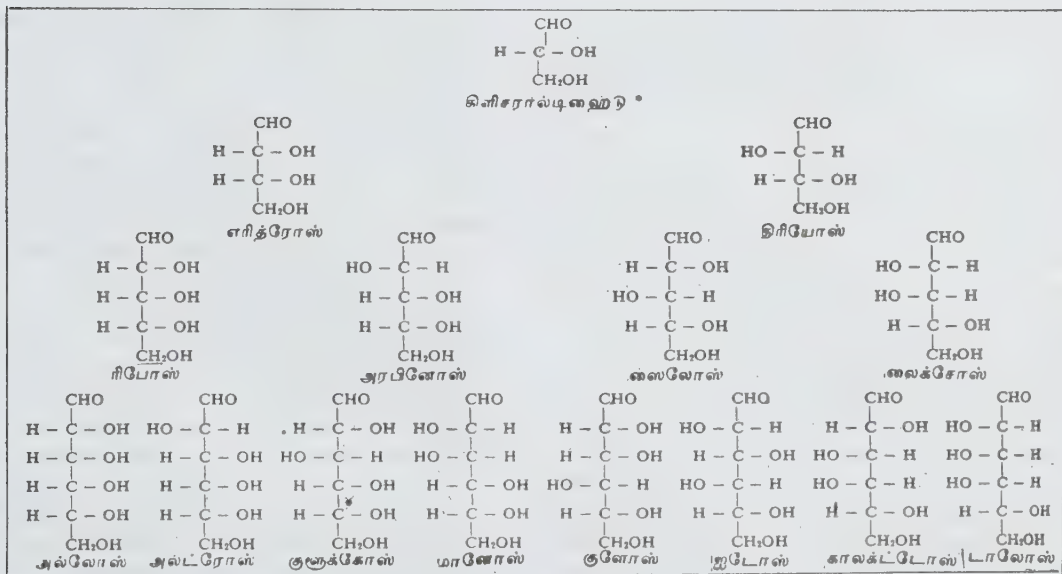 CHO
H – C – OH
CH₂OH
கிளிசரால்டிஹைடு
CHO CHO
H – C – OH HO – C – H
H – C – OH H – C – OH
CH₂OH CH₂OH
எரித்ரோஸ் திரியோஸ்
CHO CHO CHO CHO
H – C – OH HO – C – H H – C – OH HO – C – H
H – C – OH H – C – OH HO – C – H HO – C – H
H – C – OH H – C – OH H – C – OH H – C – OH
CH₂OH CH₂OH CH₂OH CH₂OH
ரிபோஸ் அரபினோஸ் ஸைலோஸ் லைக்சோஸ்
CHO CHO CHO CHO CHO CHO CHO CHO
H – C – OH HO – C – H H – C – OH HO – C – H H – C – OH HO – C – H H – C – OH HO – C – H
H – C – OH H – C – OH HO – C – H HO – C – H H – C – OH H – C – OH HO – C – H HO – C – H
H – C – OH H – C – OH H – C – OH H – C – OH HO – C – H HO – C – H HO – C – H HO – C – H
H – C – OH H – C – OH H – C – OH H – C – OH H – C – OH H – C – OH H – C – OH H – C – OH
CH₂OH CH₂OH CH₂OH CH₂OH CH₂OH CH₂OH CH₂OH CH₂OH
அல்லோஸ் அல்ட்ரோஸ் குளூக்கோஸ் மானோஸ் குளோஸ் ஐடோஸ் காலக்ட்டோஸ் டாலோஸ்